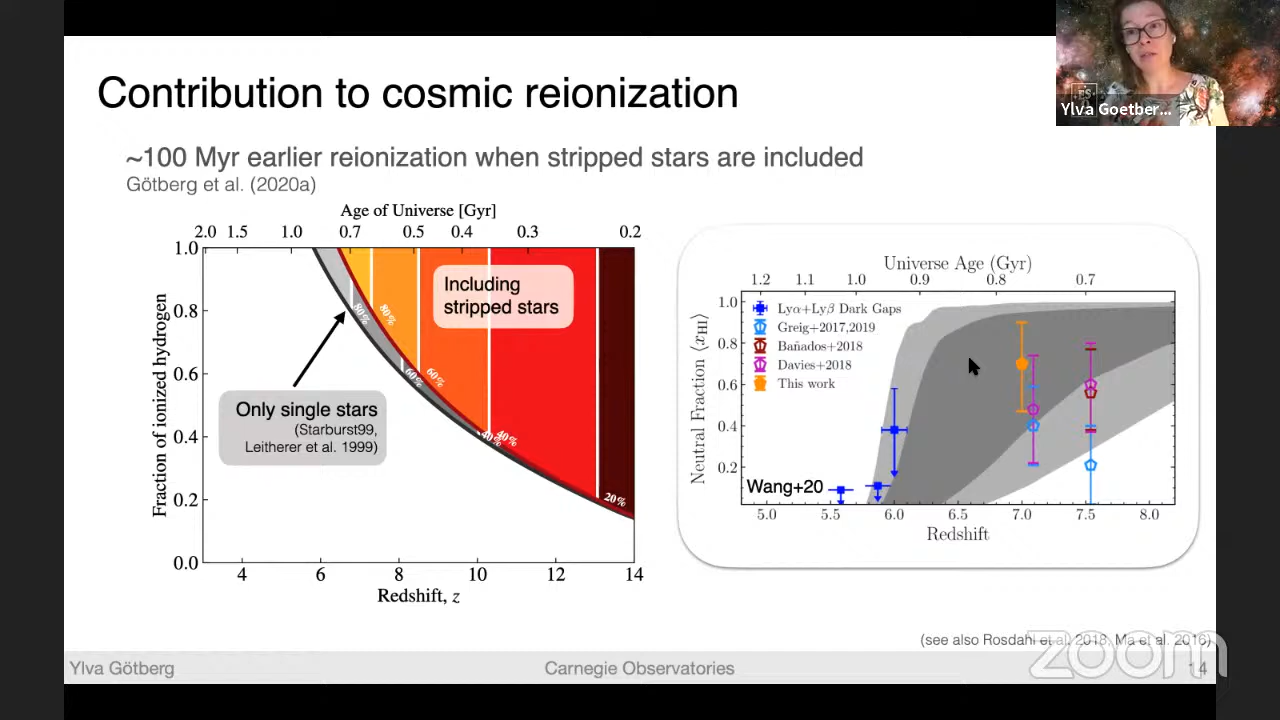 Contribution to cosmic reionization
Ylva Goetber...
~100 Myr earlier reionization when stripped stars are included
Götberg et al. (2020a)
Age of Universe [Gyr]
2.0 1.5 1.0 0.7 0.5 0.4 0.3 0.2
Fraction of ionized hydrogen
1.0
0.8
0.6
0.4
0.2
0.0
Including
stripped stars
80%
80%
60%
60%
40%
40%
20%
Only single stars
(Starburst99,
Leitherer et al. 1999)
4 6 8 10 12 14
Redshift, z
Universe Age (Gyr)
1.2 1.1 1.0 0.9 0.8 0.7
Neutral Fraction ⟨xHI⟩
1.0
0.8
0.6
0.4
0.2
Lyα+Lyβ Dark Gaps
Greig+2017,2019
Bañados+2018
Davies+2018
This work
Wang+20
5.0 5.5 6.0 6.5 7.0 7.5 8.0
Redshift
(see also Rosdahl et al. 2018, Ma et al. 2016)
Ylva Götberg
Carnegie Observatories
14
zoom